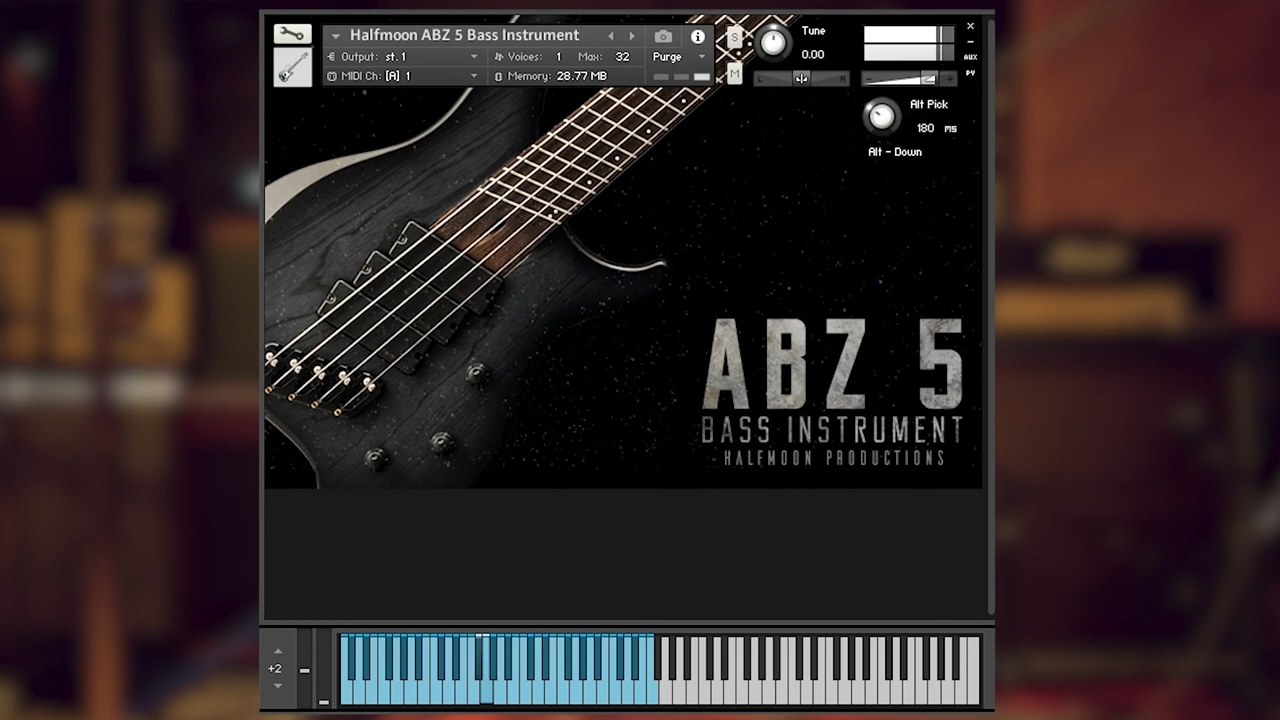 Halfmoon ABZ 5 Bass Instrument
Output: st.1
Voices: 1 Max: 32
Purge
MIDI Ch: [A] 1
Memory: 28.77 MB
S
M
Tune
0.00
L
R
AUX
PV
Alt Pick
180 ms
Alt - Down
ABZ 5
BASS INSTRUMENT
HALFMOON PRODUCTIONS
+2